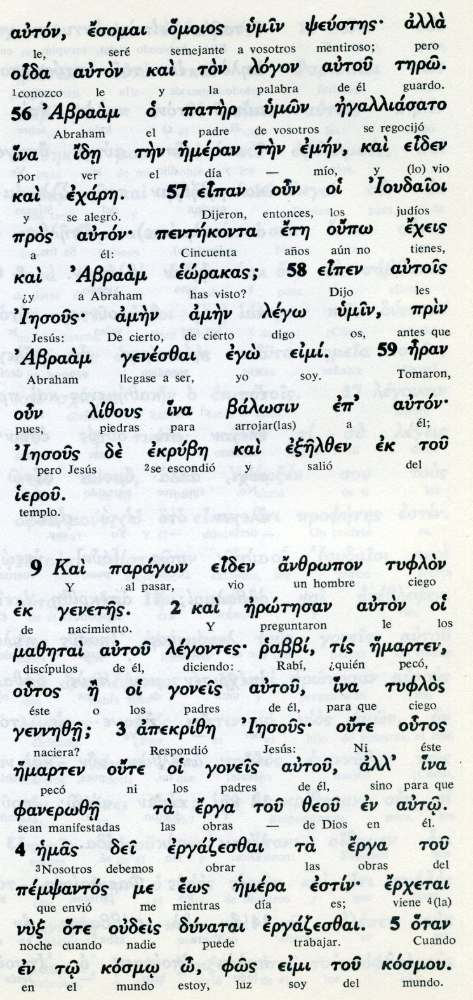 αὐτόν, ἔσομαι ὅμοιος ὑμῖν ψεύστης· ἀλλὰ
le, seré semejante a vosotros mentiroso; pero
οἶδα αὐτὸν καὶ τὸν λόγον αὐτοῦ τηρῶ.
1conozco le y la palabra de él guardo.
56 Ἀβραὰμ ὁ πατὴρ ὑμῶν ἠγαλλιάσατο
Abraham el padre de vosotros se regocijó
ἵνα ἴδῃ τὴν ἡμέραν τὴν ἐμήν, καὶ εἶδεν
por ver el día — mío, y (lo) vio
καὶ ἐχάρη. 57 εἶπαν οὖν οἱ Ἰουδαῖοι
y se alegró. Dijeron, entonces, los judíos
πρὸς αὐτόν· πεντήκοντα ἔτη οὔπω ἔχεις
a él: Cincuenta años aún no tienes,
καὶ Ἀβραὰμ ἑώρακας; 58 εἶπεν αὐτοῖς
¿y a Abraham has visto? Dijo les
Ἰησοῦς ἀμὴν ἀμὴν λέγω ὑμῖν, πρὶν
Jesús: De cierto, de cierto digo os, antes que
Ἀβραὰμ γενέσθαι ἐγὼ εἰμί. 59 ἦραν
Abraham llegase a ser, yo soy. Tomaron,
οὖν λίθους ἵνα βάλωσιν ἐπ' αὐτόν·
pues, piedras para arrojar(las) a él;
Ἰησοῦς δὲ ἐκρύβη καὶ ἐξῆλθεν ἐκ τοῦ
pero Jesús 2se escondió y salió del
ἱεροῦ.
templo.
9 Καὶ παράγων εἶδεν ἄνθρωπον τυφλὸν
Y al pasar, vio un hombre ciego
ἐκ γενετῆς. 2 καὶ ἠρώτησαν αὐτὸν οἱ
de nacimiento. Y preguntaron le los
μαθηταὶ αὐτοῦ λέγοντες· ῥαββί, τίς ἥμαρτεν,
discípulos de él, diciendo: Rabí, ¿quién pecó,
οὗτος ἢ οἱ γονεῖς αὐτοῦ, ἵνα τυφλὸς
éste o los padres de él, para que ciego
γεννηθῇ; 3 ἀπεκρίθη Ἰησοῦς· οὔτε οὗτος
naciera? Respondió Jesús: Ni éste
ἥμαρτεν οὔτε οἱ γονεῖς αὐτοῦ, ἀλλ' ἵνα
pecó ni los padres de él, sino para que
φανερωθῇ τὰ ἔργα τοῦ θεοῦ ἐν αὐτῷ.
sean manifestadas las obras — de Dios en él.
4 ἡμᾶς δεῖ ἐργάζεσθαι τὰ ἔργα τοῦ
3Nosotros debemos obrar las obras del
πέμψαντός με ἕως ἡμέρα ἐστίν· ἔρχεται
que envió me mientras día es; viene 4(la)
νὺξ ὅτε οὐδεὶς δύναται ἐργάζεσθαι. 5 ὅταν
noche cuando nadie puede trabajar. Cuando
ἐν τῷ κόσμῳ ὦ, φῶς εἰμι τοῦ κόσμου.
en el mundo estoy, luz soy del mundo.